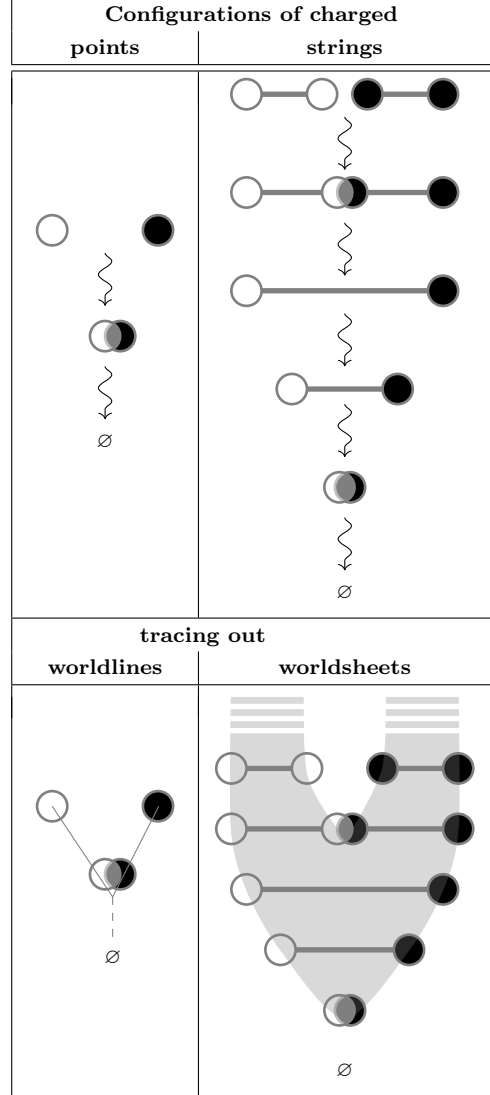 Configurations of charged
points strings
∅
∅
tracing out
worldlines worldsheets
∅
∅